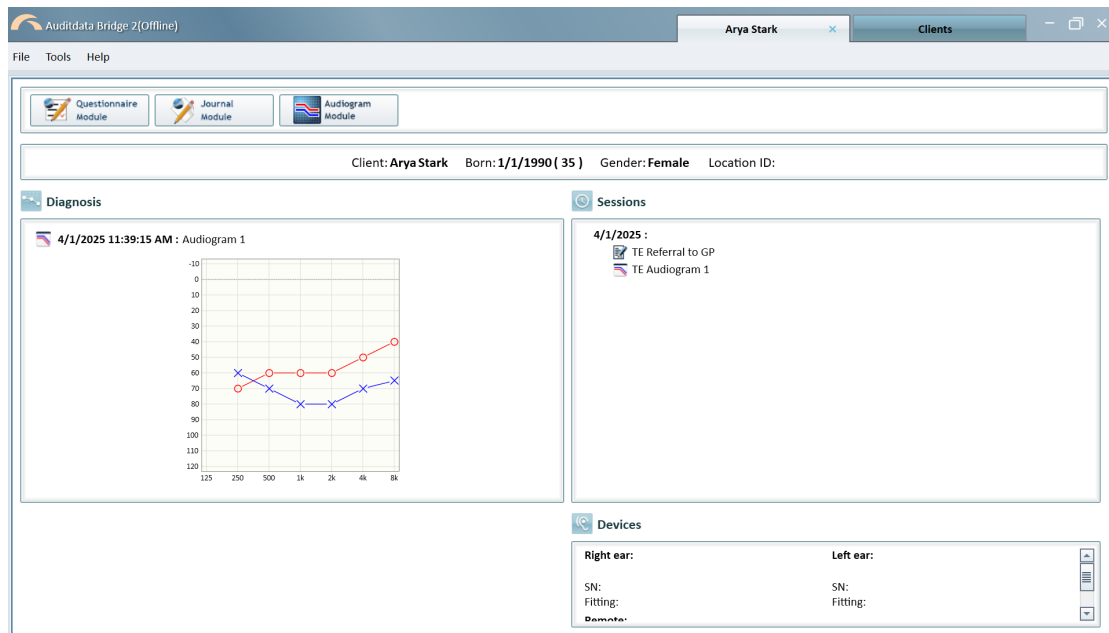 Auditdata Bridge 2(Offline)
Arya Stark
Clients
File Tools Help
Questionnaire
Module
Journal
Module
Audiogram
Module
Client: Arya Stark Born: 1/1/1990 ( 35 ) Gender: Female Location ID:
Diagnosis
4/1/2025 11:39:15 AM : Audiogram 1
-10
0
10
20
30
40
50
60
70
80
90
100
110
120
125 250 500 1k 2k 4k 8k
Sessions
4/1/2025 :
TE Referral to GP
TE Audiogram 1
Devices
Right ear: Left ear:
SN: SN:
Fitting: Fitting:
Remote: